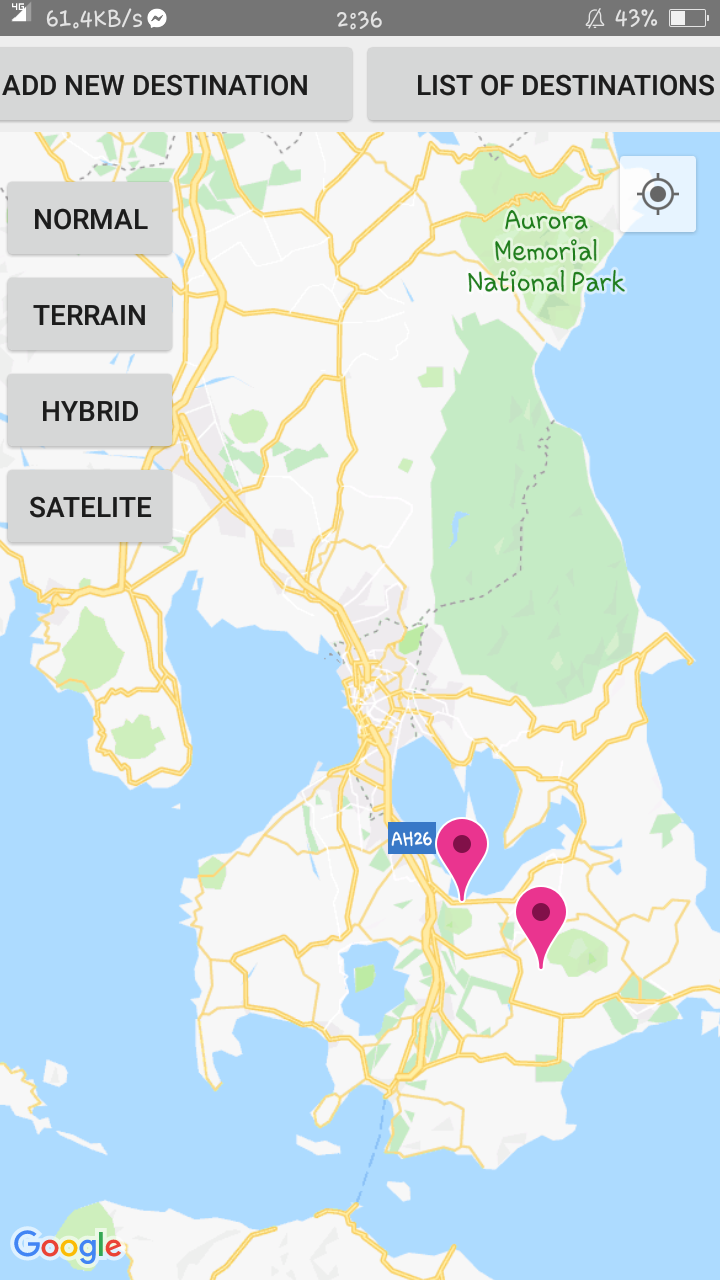 4G 61.4KB/s 2:36 43%
ADD NEW DESTINATION LIST OF DESTINATIONS
NORMAL
TERRAIN
HYBRID
SATELITE
Aurora
Memorial
National Park
AH26
Google